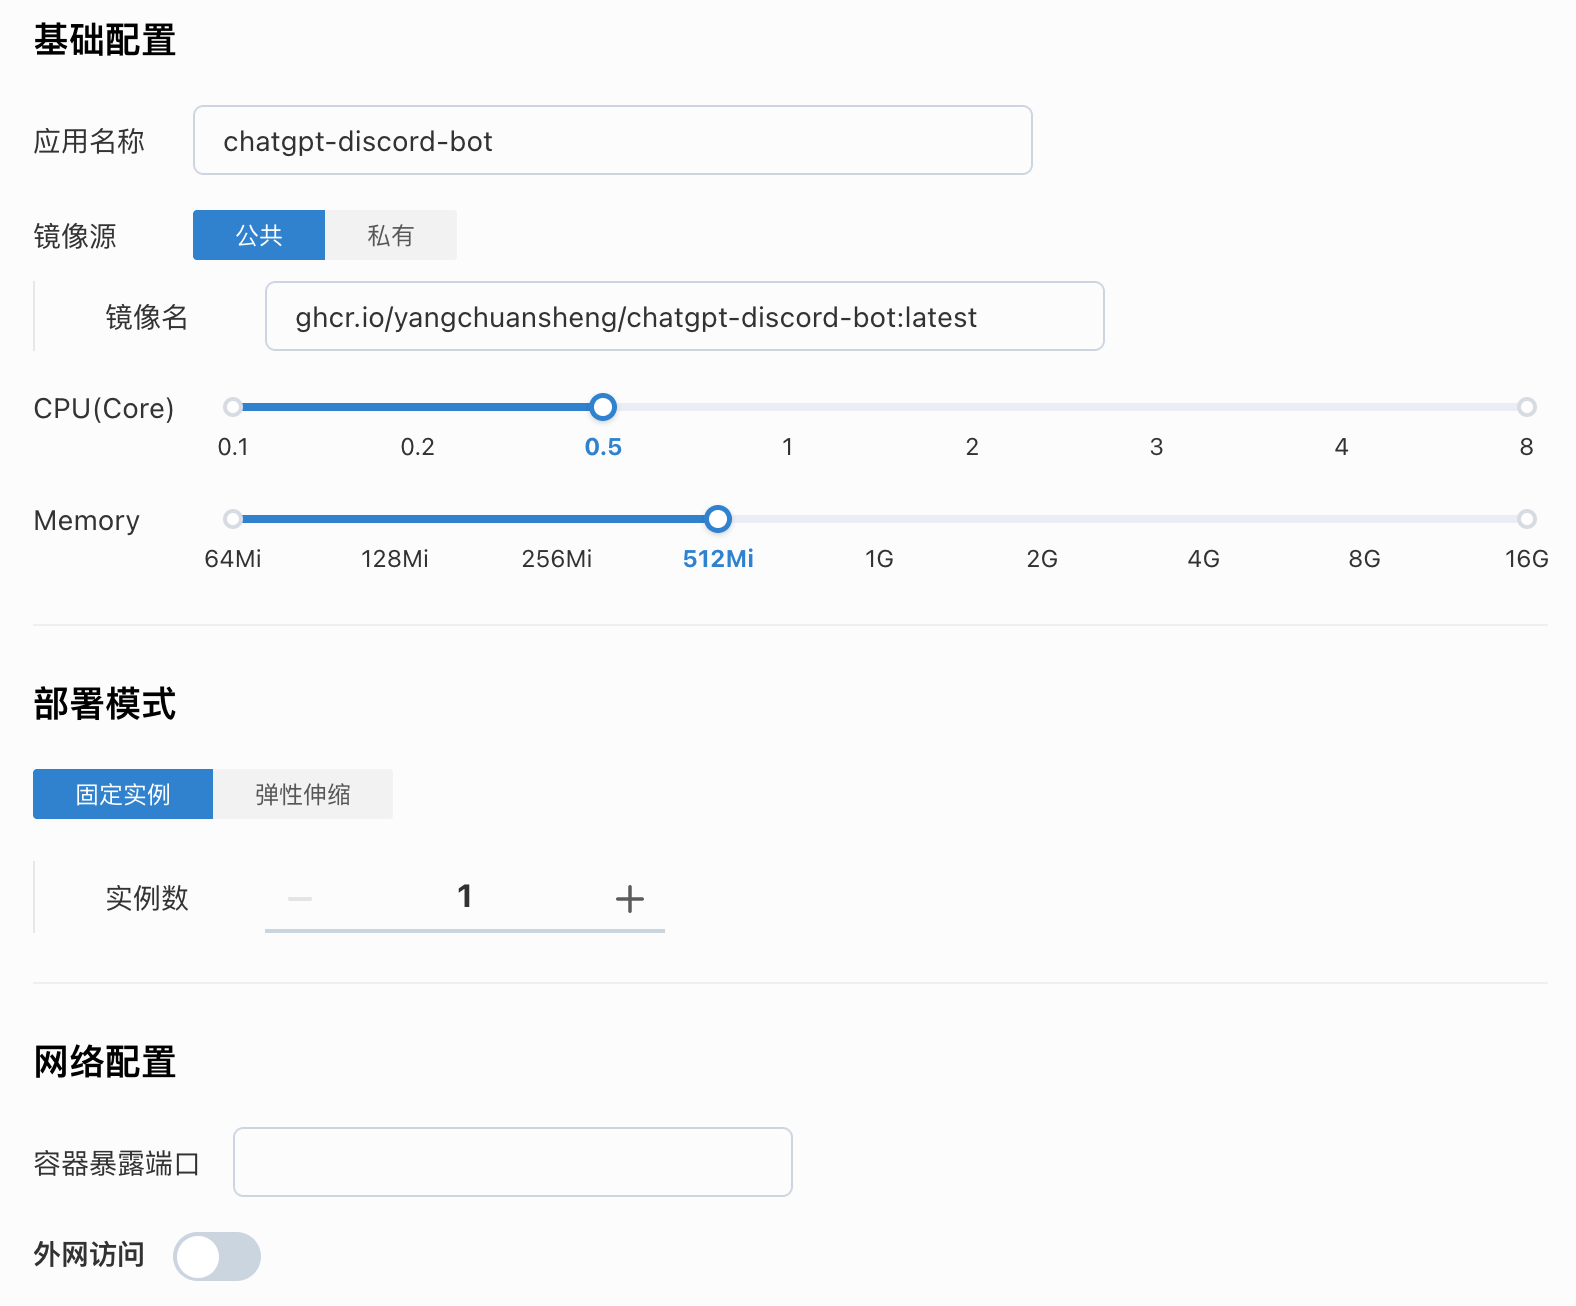 基础配置
应用名称 chatgpt-discord-bot
镜像源 公共 私有
镜像名 ghcr.io/yangchuansheng/chatgpt-discord-bot:latest
CPU(Core)
0.1 0.2 0.5 1 2 3 4 8
Memory
64Mi 128Mi 256Mi 512Mi 1G 2G 4G 8G 16G
部署模式
固定实例 弹性伸缩
实例数 1
网络配置
容器暴露端口
外网访问